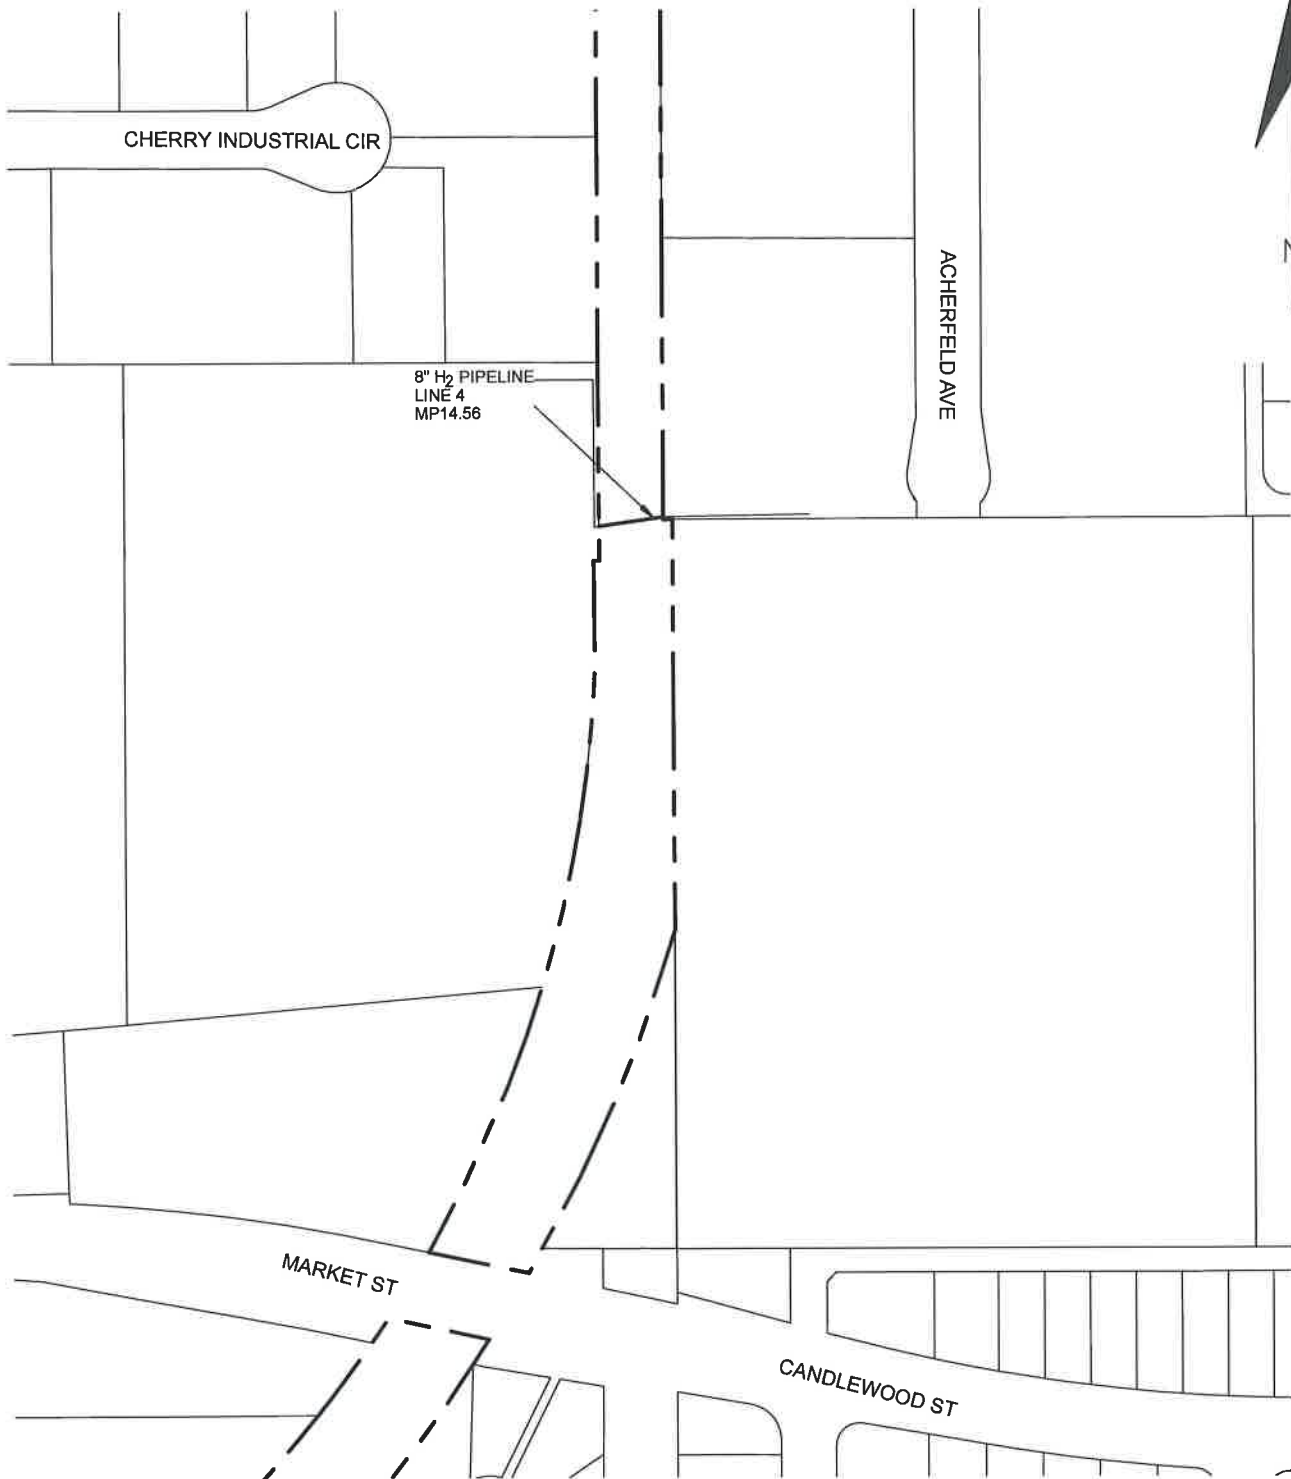 CHERRY INDUSTRIAL CIR
ACHERFELD AVE
8" H₂ PIPELINE
LINE 4
MP14.56
MARKET ST
CANDLEWOOD ST